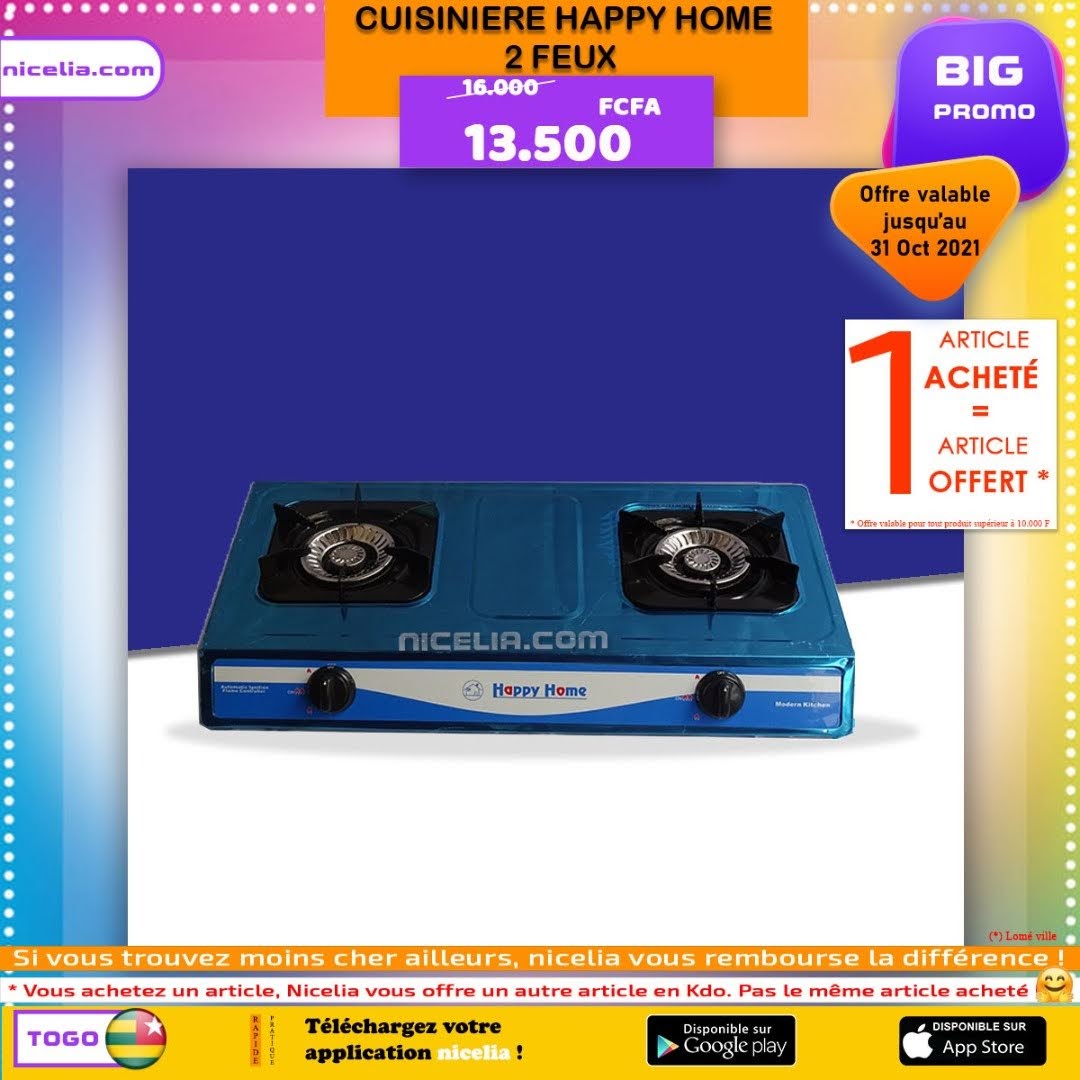 CUISINIERE HAPPY HOME
2 FEUX
nicelia.com
16.000
FCFA
13.500
BIG
PROMO
Offre valable
jusqu'au
31 Oct 2021
1
ARTICLE
ACHETÉ
=
ARTICLE
OFFERT *
* Offre valable pour tout produit supérieur à 10.000 F
NICELIA.COM
Automatic Ignition
Flame Controller
Happy Home
Modern Kitchen
(*) Lomé ville
Si vous trouvez moins cher ailleurs, nicelia vous rembourse la différence !
* Vous achetez un article, Nicelia vous offre un autre article en Kdo. Pas le même article acheté
TOGO
RAPIDE
PRATIQUE
Téléchargez votre
application nicelia !
Disponible sur
Google play
DISPONIBLE SUR
App Store